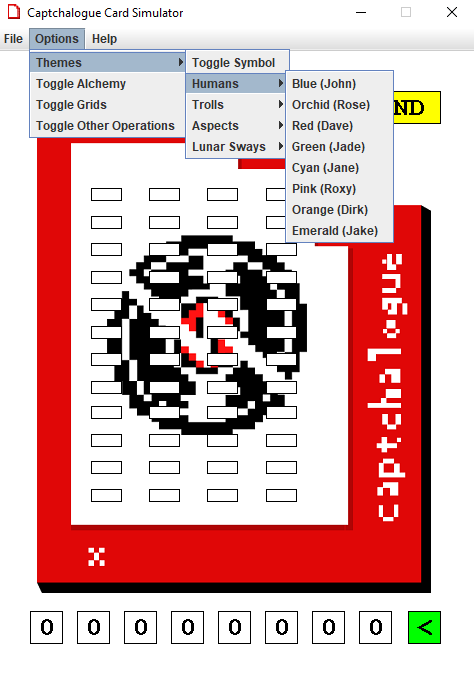 Captchalogue Card Simulator
File Options Help
Themes
Toggle Alchemy
Toggle Grids
Toggle Other Operations
Toggle Symbol
Humans
Trolls
Aspects
Lunar Sways
Blue (John)
Orchid (Rose)
Red (Dave)
Green (Jade)
Cyan (Jane)
Pink (Roxy)
Orange (Dirk)
Emerald (Jake)
ND
captchalogue
0 0 0 0 0 0 0 0 <